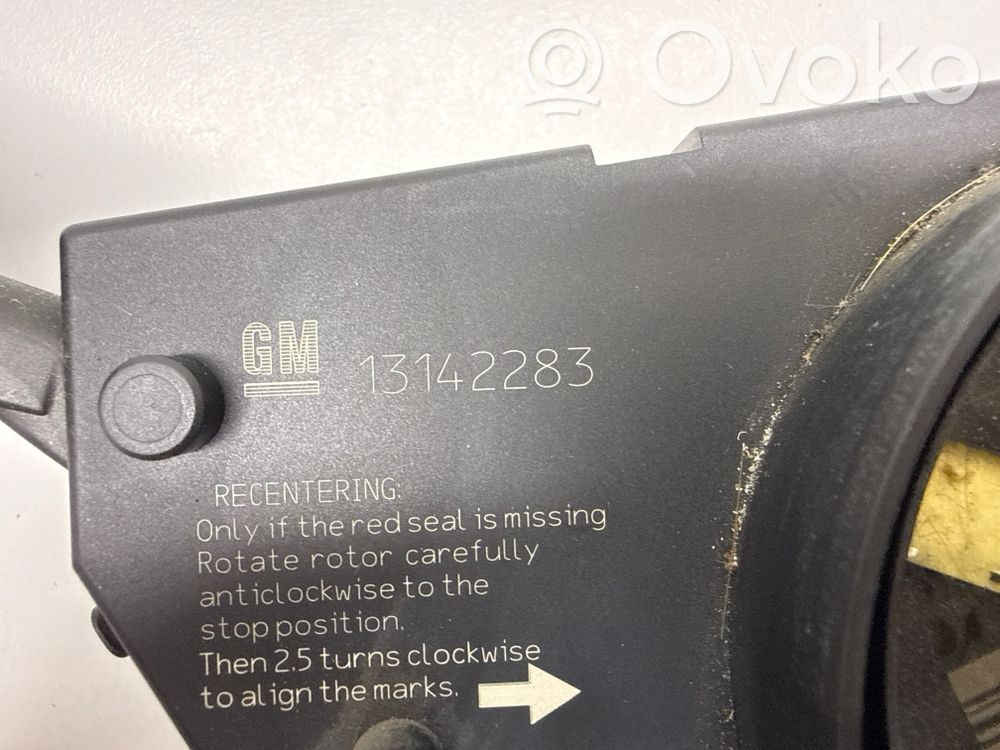 Ovoko
GM 13142283
RECENTERING:
Only if the red seal is missing
Rotate rotor carefully
anticlockwise to the
stop position.
Then 2.5 turns clockwise
to align the marks.